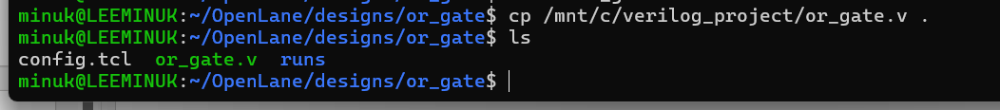 minuk@LEEMINUK:~/OpenLane/designs/or_gate$ cp /mnt/c/verilog_project/or_gate.v .
minuk@LEEMINUK:~/OpenLane/designs/or_gate$ ls
config.tcl  or_gate.v  runs
minuk@LEEMINUK:~/OpenLane/designs/or_gate$